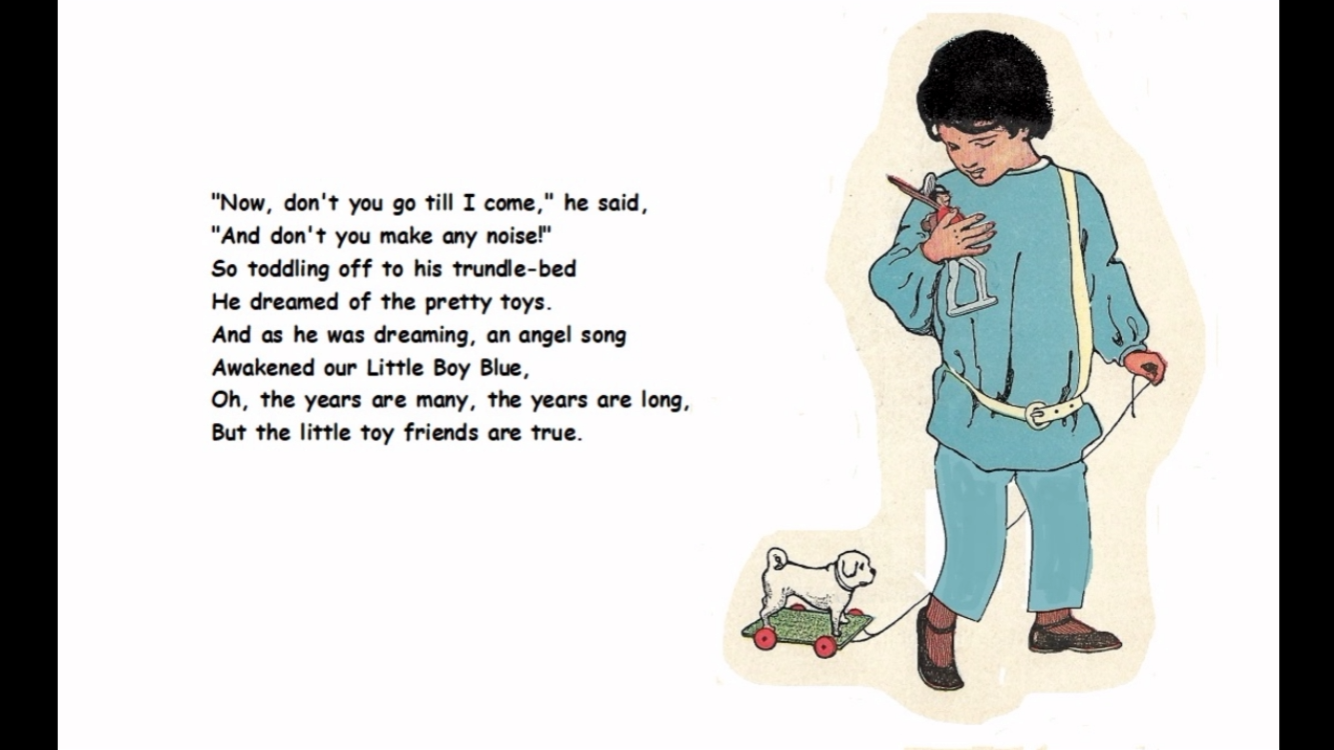 "Now, don't you go till I come," he said,
"And don't you make any noise!"
So toddling off to his trundle-bed
He dreamed of the pretty toys.
And as he was dreaming, an angel song
Awakened our Little Boy Blue,
Oh, the years are many, the years are long,
But the little toy friends are true.